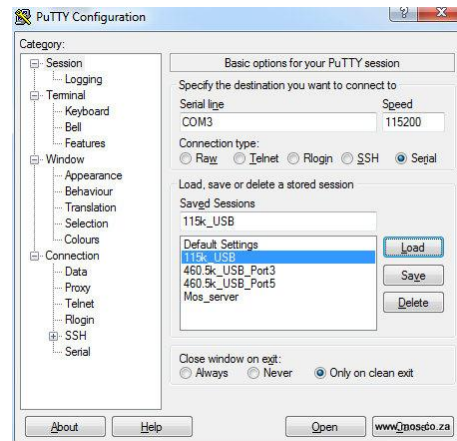 PuTTY Configuration
?
X
Category:
Session
Logging
Terminal
Keyboard
Bell
Features
Window
Appearance
Behaviour
Translation
Selection
Colours
Connection
Data
Proxy
Telnet
Rlogin
SSH
Serial
Basic options for your PuTTY session
Specify the destination you want to connect to
Serial line
Speed
COM3
115200
Connection type:
Raw Telnet Rlogin SSH Serial
Load, save or delete a stored session
Saved Sessions
115k_USB
Default Settings
115k_USB
460.5k_USB_Port3
460.5k_USB_Port5
Mos_server
Load
Save
Delete
Close window on exit:
Always Never Only on clean exit
About
Help
Open